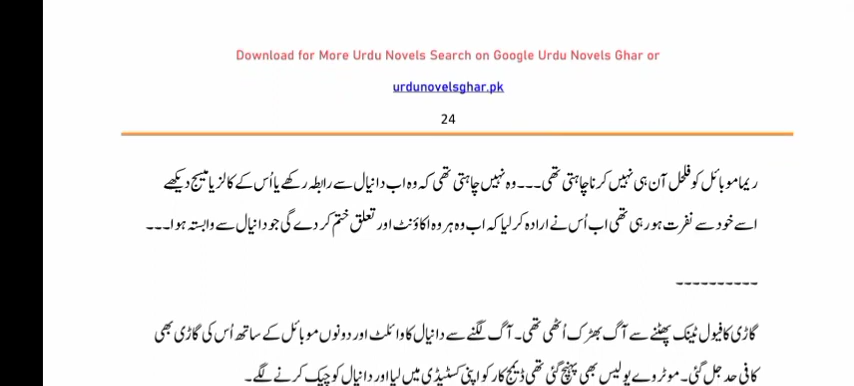 Download for More Urdu Novels Search on Google Urdu Novels Ghar or
urdunovelsghar.pk
24
ریما موبائل کو فلحل آن ہی نہیں کرنا چاہتی تھی۔۔۔ وہ نہیں چاہتی تھی کہ وہ اب دانیال سے رابطہ رکھے یا اُس کے کالز یا میسج دیکھے
اسے خود سے نفرت ہو رہی تھی اب اُس نے ارادہ کر لیا کہ اب وہ ہر وہ اکاؤنٹ اور تعلق ختم کر دے گی جو دانیال سے وابستہ ہوا۔۔۔
----------
گاڑی کا فیول ٹینک پھٹنے سے آگ بھڑک اُٹھی تھی۔ آگ لگنے سے دانیال کا وائلٹ اور دونوں موبائل کے ساتھ اُس کی گاڑی بھی
کافی حد جل گئی۔ موٹر وے پولیس بھی پہنچ گئی تھی ڈیمج کار کو اپنی کسٹیڈی میں لیا اور دانیال کو چیک کرنے لگے۔